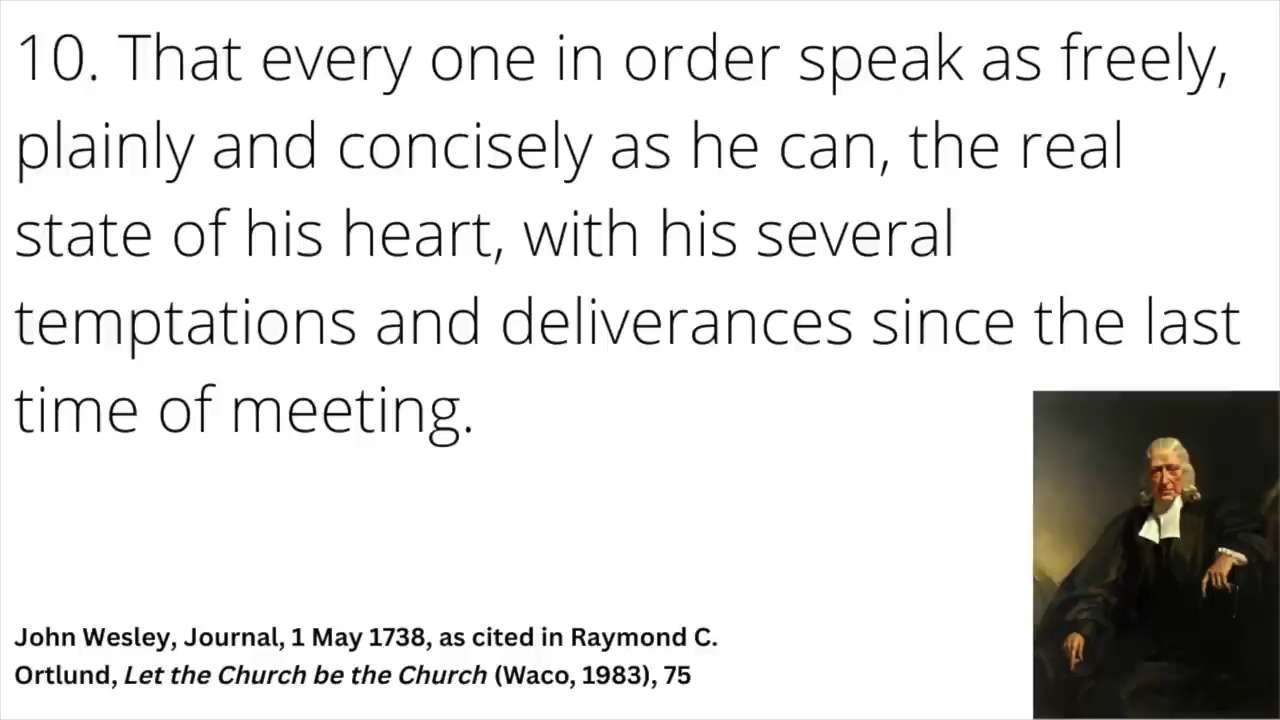 10. That every one in order speak as freely,
plainly and concisely as he can, the real
state of his heart, with his several
temptations and deliverances since the last
time of meeting.
John Wesley, Journal, 1 May 1738, as cited in Raymond C.
Ortlund, Let the Church be the Church (Waco, 1983), 75